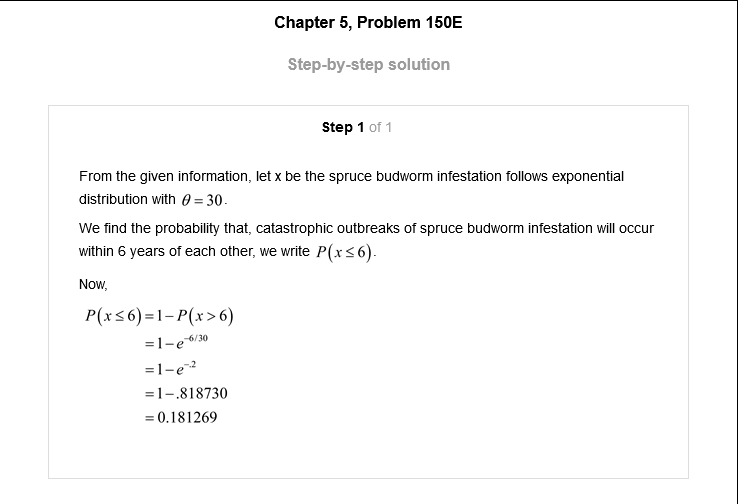 Chapter 5, Problem 150E
Step-by-step solution
Step 1 of 1
From the given information, let x be the spruce budworm infestation follows exponential
distribution with θ = 30.
We find the probability that, catastrophic outbreaks of spruce budworm infestation will occur
within 6 years of each other, we write P(x≤6).
Now,
P(x≤6)=1−P(x>6)
=1−e^{−6/30}
=1−e^{−.2}
=1−.818730
=0.181269